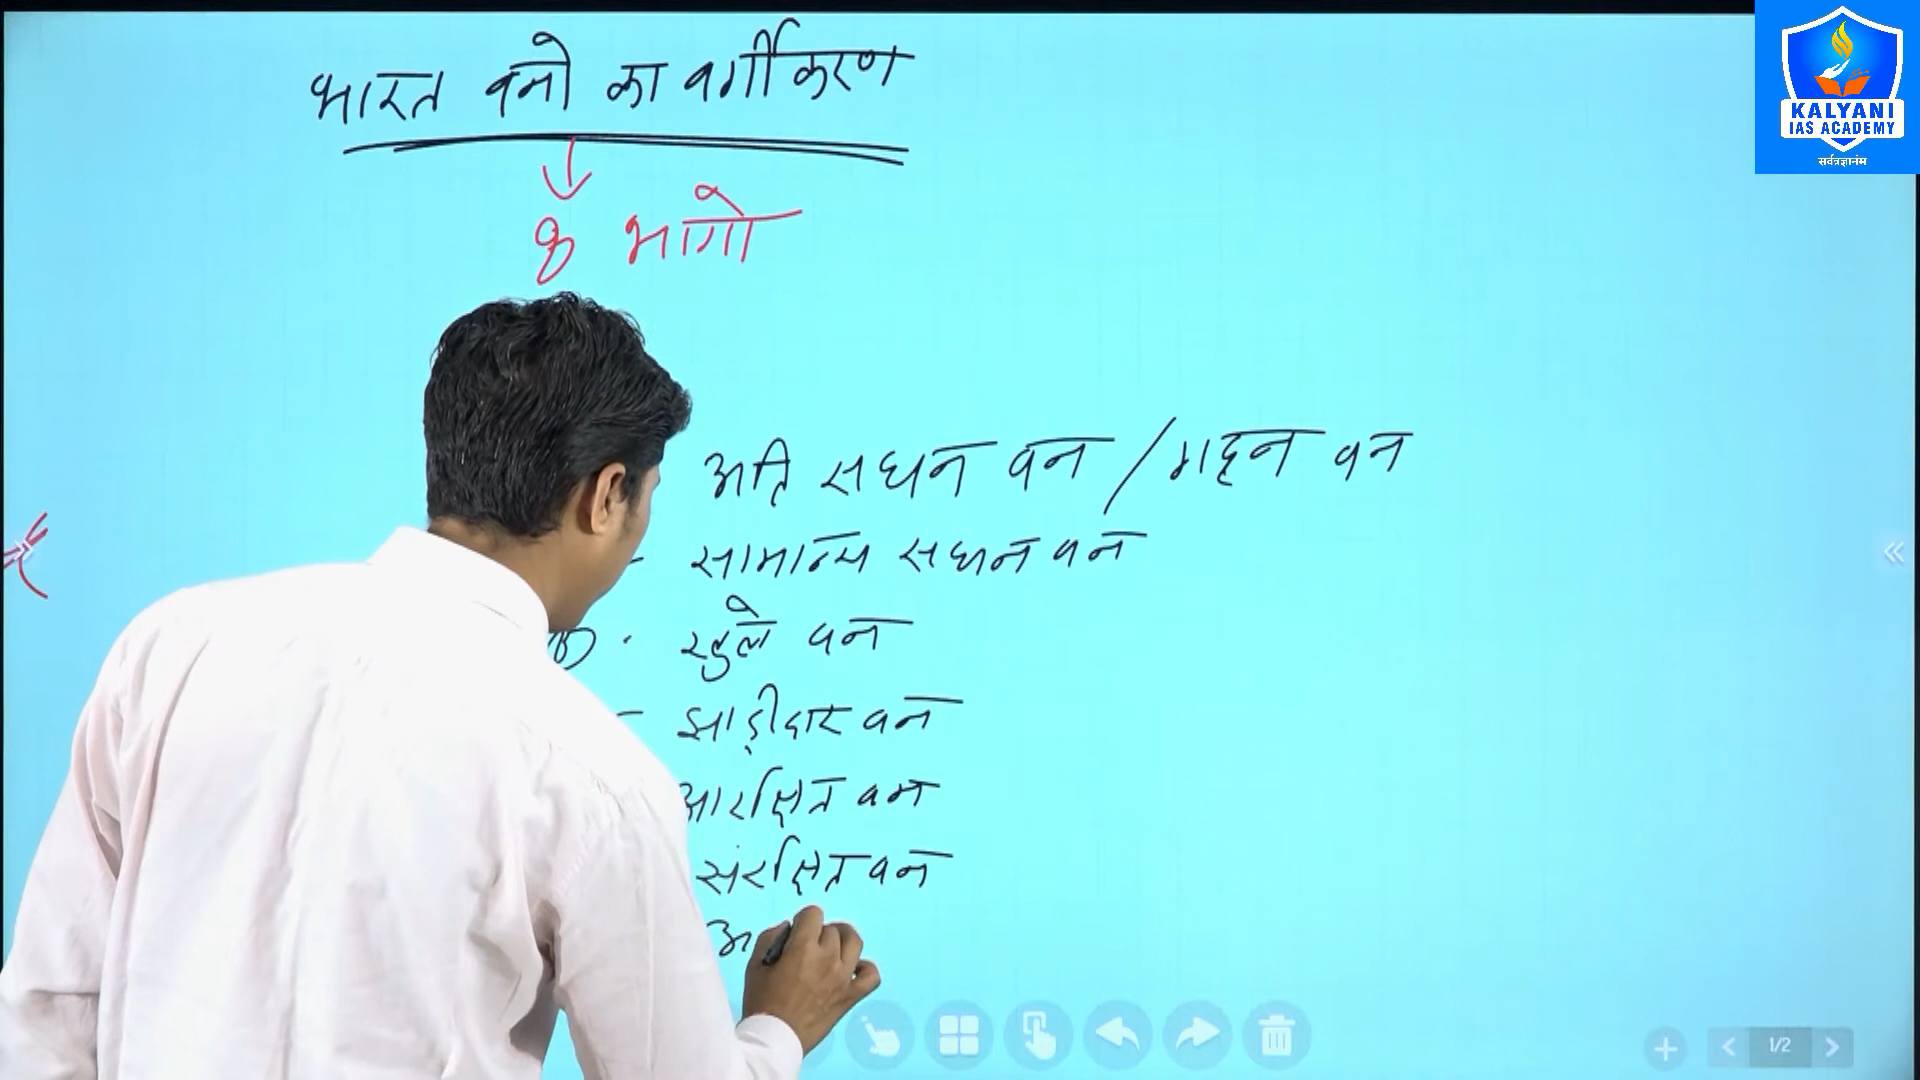 भारत वनो का वर्गीकरण
8 भागो
अति सघन वन / गहन वन
सामान्य सघन वन
खुले वन
झाड़ीदार वन
आरक्षित वन
संरक्षित वन
अ
KALYANI
IAS ACADEMY
सर्वत्रज्ञानंम
1/2